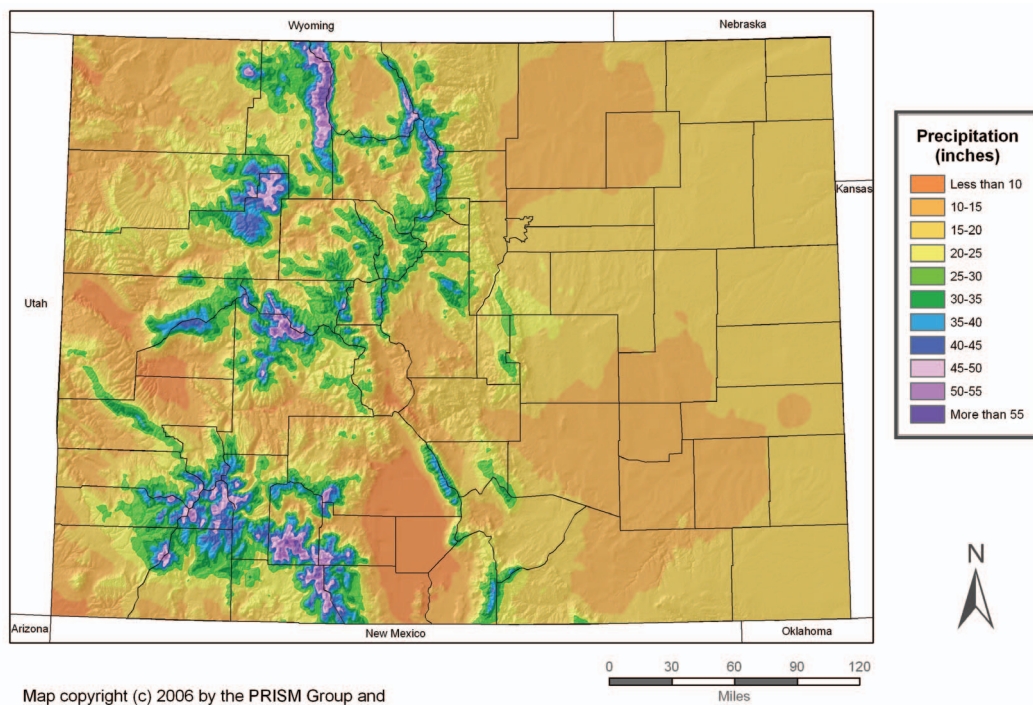 Wyoming
Nebraska
Kansas
Utah
Arizona
New Mexico
Oklahoma
Precipitation
(inches)
Less than 10
10-15
15-20
20-25
25-30
30-35
35-40
40-45
45-50
50-55
More than 55
N
0 30 60 90 120
Miles
Map copyright (c) 2006 by the PRISM Group and